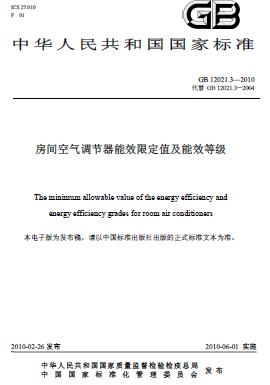 ICS 27.010
F 01
GB
中华人民共和国国家标准
GB 12021.3—2010
代替 GB 12021.3—2004
房间空气调节器能效限定值及能效等级
The minimum allowable value of the energy efficiency and
energy efficiency grades for room air conditioners
本电子版为发布稿。请以中国标准出版社出版的正式标准文本为准。
2010-02-26 发布
2010-06-01 实施
中华人民共和国国家质量监督检验检疫总局
中国国家标准化管理委员会
发布